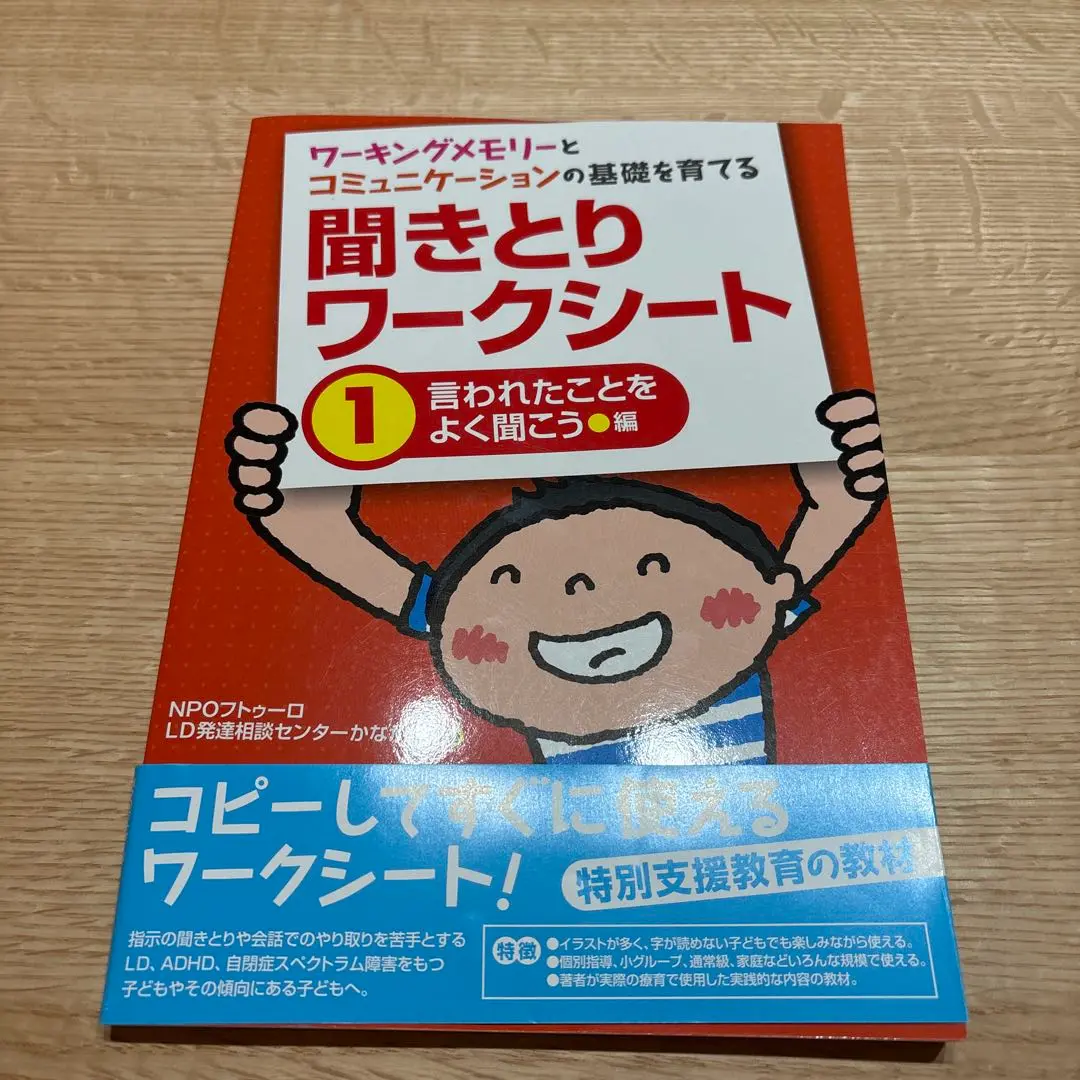 ワーキングメモリーと
コミュニケーションの基礎を育てる
聞きとり
ワークシート
1
言われたことを
よく聞こう●編
NPOフトゥーロ
LD発達相談センターかな
コピーしてすぐに使える
ワークシート!
特別支援教育の教材
指示の聞きとりや会話でのやり取りを苦手とする
LD、ADHD、自閉症スペクトラム障害をもつ
子どもやその傾向にある子どもへ。
特徴
●イラストが多く、字が読めない子どもでも楽しみながら使える。
●個別指導、小グループ、通常級、家庭などいろんな規模で使える。
●著者が実際の療育で使用した実践的な内容の教材。